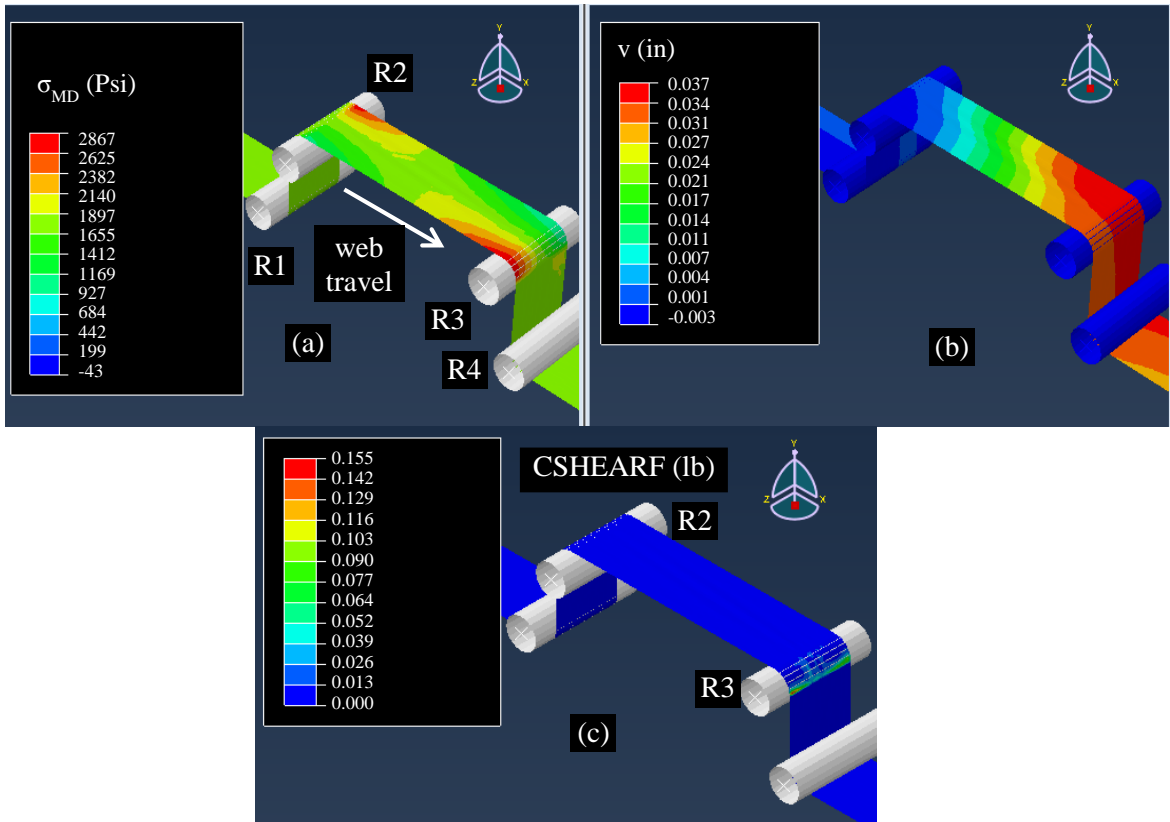 σMD (Psi)
2867
2625
2382
2140
1897
1655
1412
1169
927
684
442
199
-43
R2
R1
web
travel
R3
R4
(a)
Y
Z
X
v (in)
0.037
0.034
0.031
0.027
0.024
0.021
0.017
0.014
0.011
0.007
0.004
0.001
-0.003
(b)
Y
Z
X
0.155
0.142
0.129
0.116
0.103
0.090
0.077
0.064
0.052
0.039
0.026
0.013
0.000
CSHEARF (lb)
R2
R3
(c)
Y
Z
X